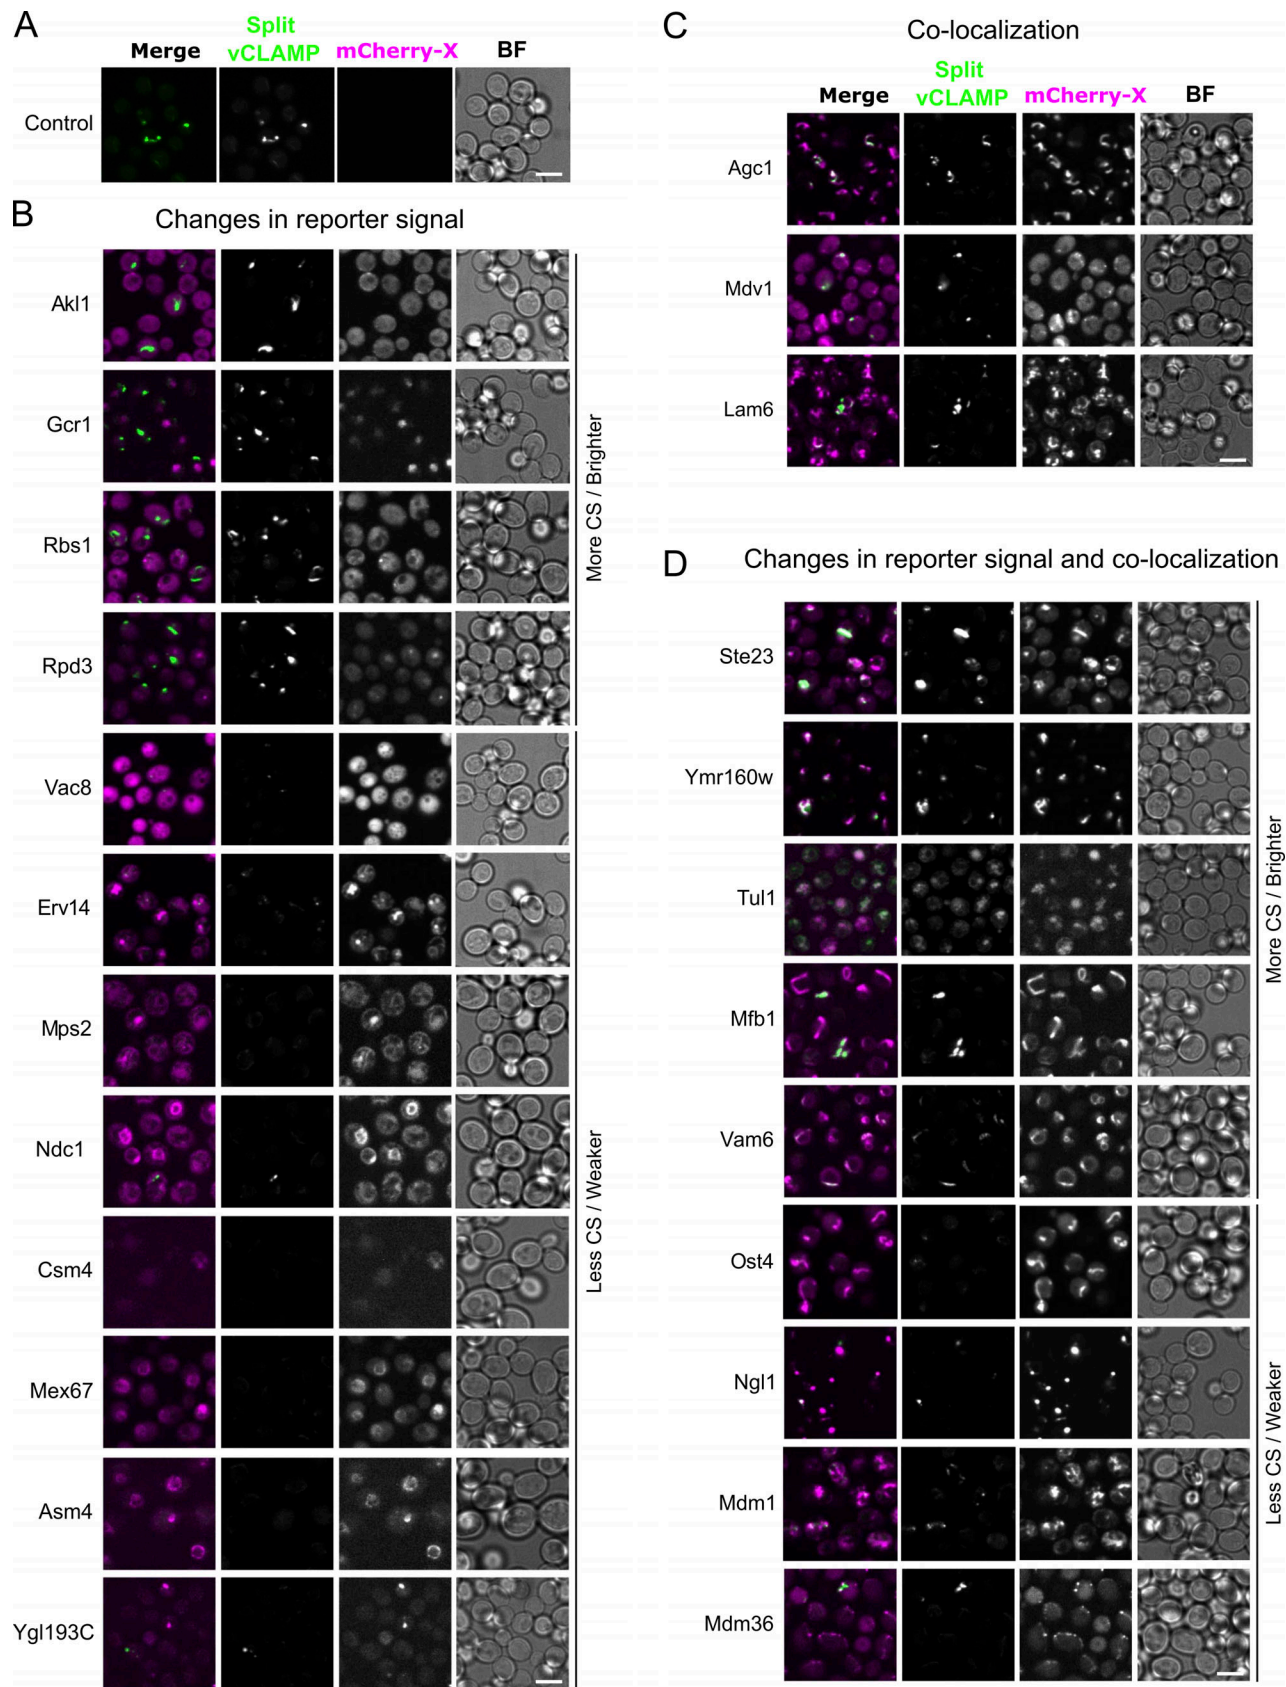 A
Split
Merge vCLAMP mCherry-X BF
Control
B
Changes in reporter signal
Akl1
Gcr1
Rbs1
Rpd3
More CS / Brighter
Vac8
Erv14
Mps2
Ndc1
Csm4
Mex67
Asm4
Ygl193C
Less CS / Weaker
C
Co-localization
Split
Merge vCLAMP mCherry-X BF
Agc1
Mdv1
Lam6
D
Changes in reporter signal and co-localization
Ste23
Ymr160w
Tul1
Mfb1
Vam6
More CS / Brighter
Ost4
Ngl1
Mdm1
Mdm36
Less CS / Weaker